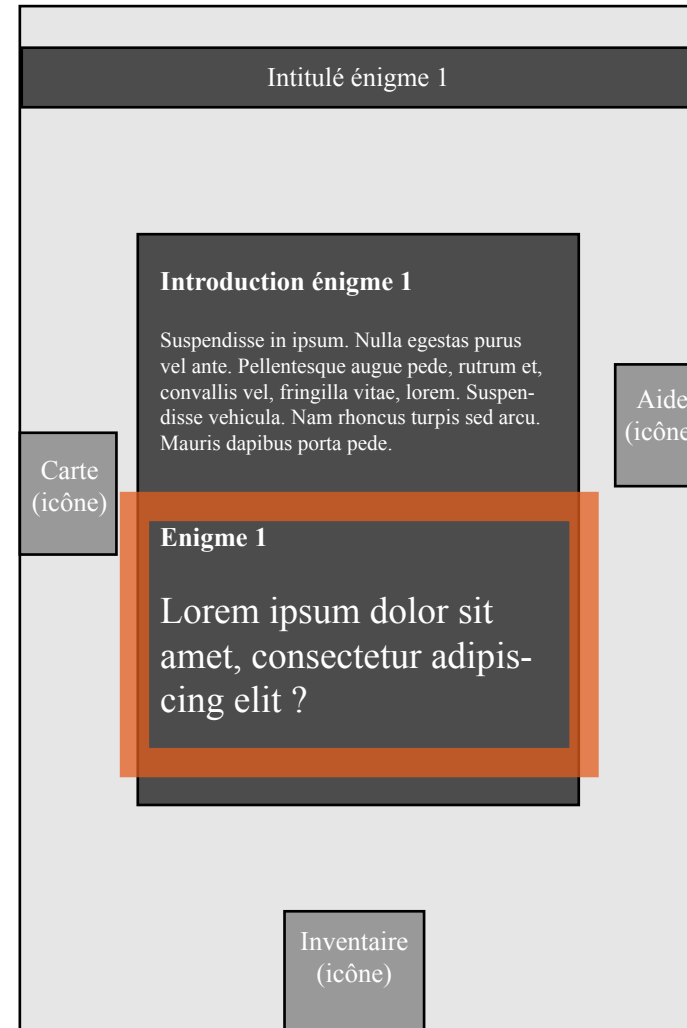 Intitulé énigme 1
Introduction énigme 1
Suspendisse in ipsum. Nulla egestas purus
vel ante. Pellentesque augue pede, rutrum et,
convallis vel, fringilla vitae, lorem. Suspen-
disse vehicula. Nam rhoncus turpis sed arcu.
Mauris dapibus porta pede.
Aide
(icône
Carte
(icône)
Enigme 1
Lorem ipsum dolor sit
amet, consectetur adipis-
cing elit ?
Inventaire
(icône)